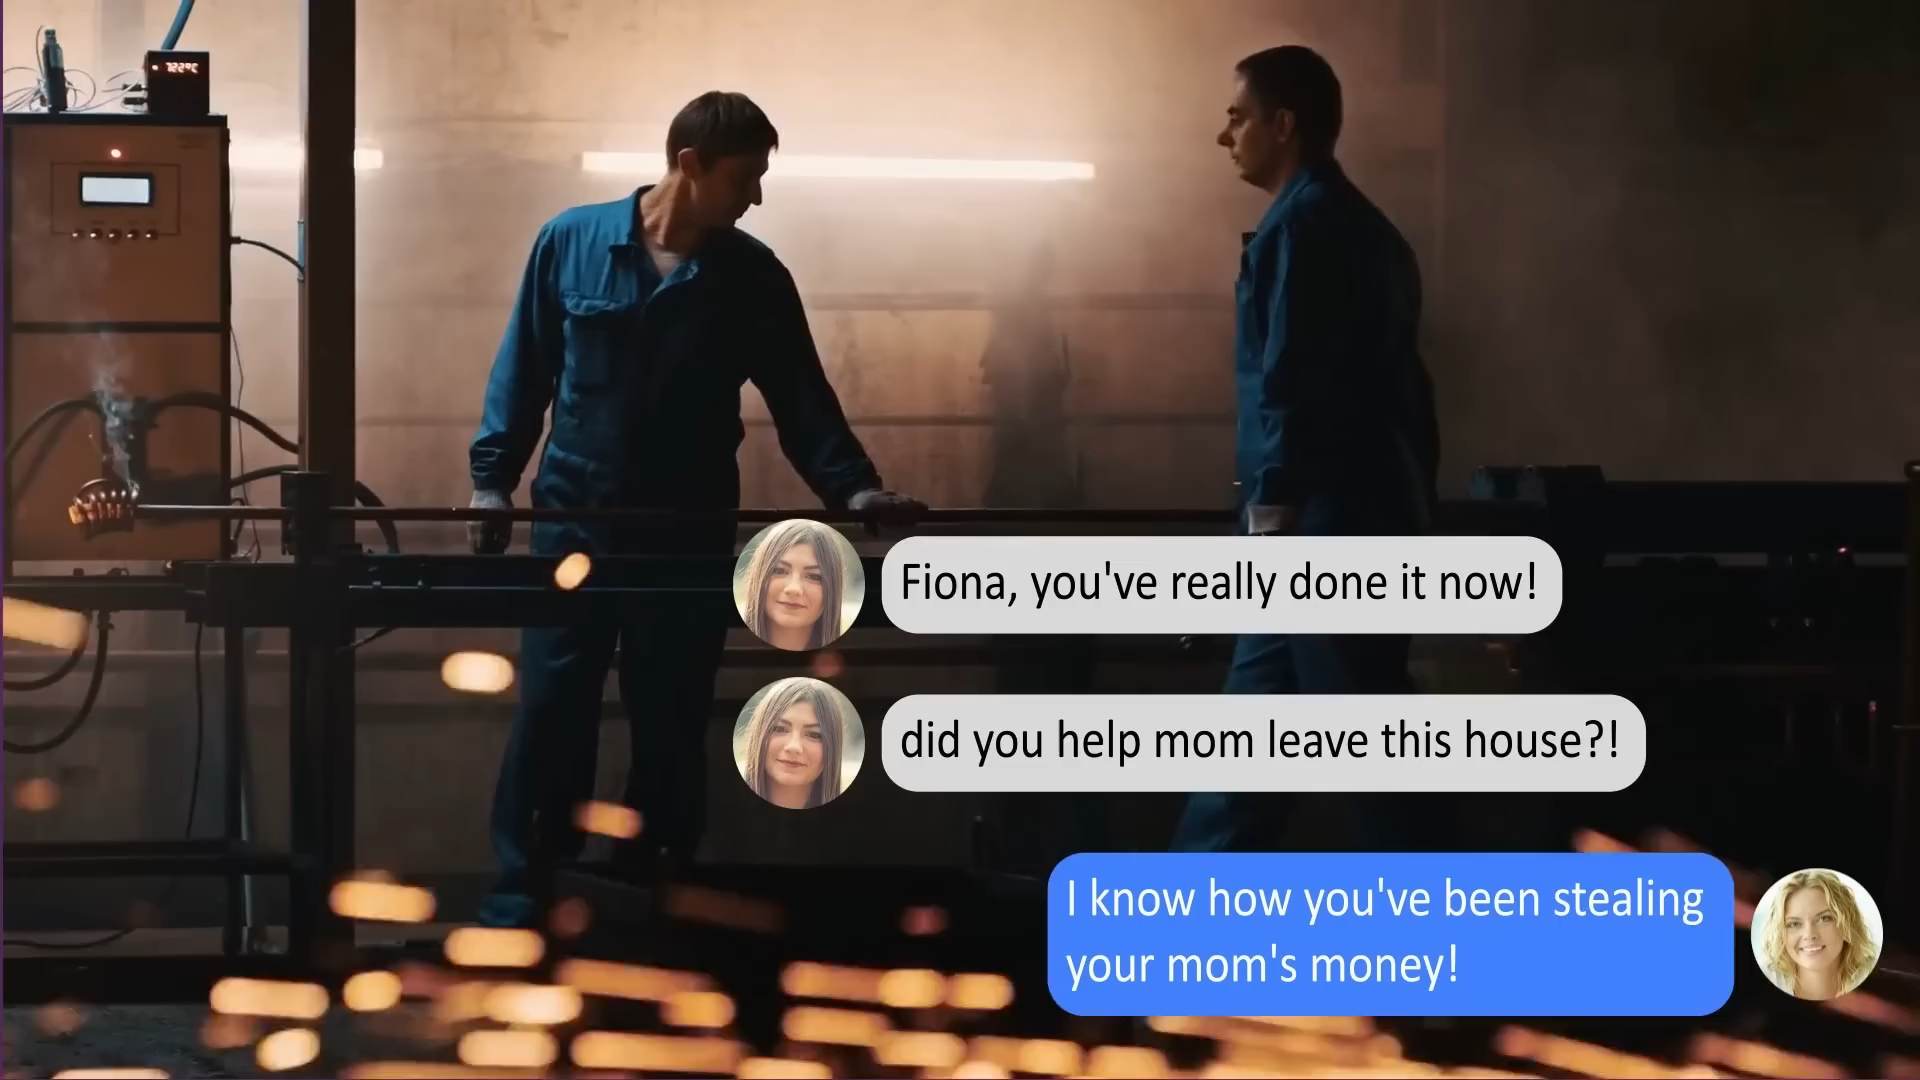 722°C
Fiona, you've really done it now!
did you help mom leave this house?!
I know how you've been stealing
your mom's money!